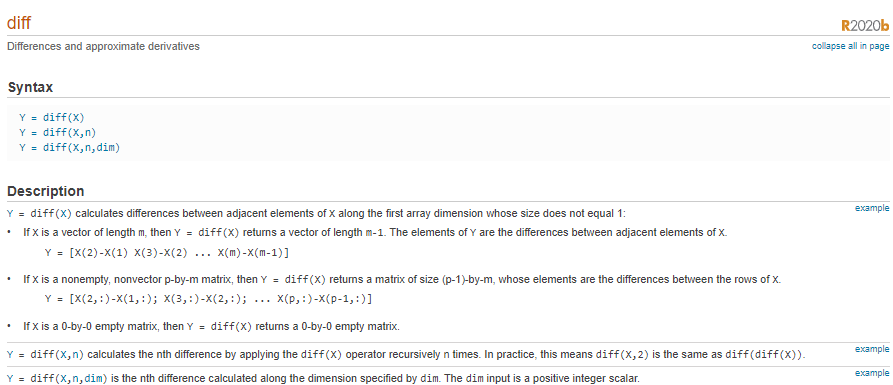 diff
R2020b
Differences and approximate derivatives
collapse all in page
Syntax
Y = diff(X)
Y = diff(X,n)
Y = diff(X,n,dim)
Description
Y = diff(X) calculates differences between adjacent elements of X along the first array dimension whose size does not equal 1:
example
• If X is a vector of length m, then Y = diff(X) returns a vector of length m-1. The elements of Y are the differences between adjacent elements of X.
Y = [X(2)-X(1) X(3)-X(2) ... X(m)-X(m-1)]
• If X is a nonempty, nonvector p-by-m matrix, then Y = diff(X) returns a matrix of size (p-1)-by-m, whose elements are the differences between the rows of X.
Y = [X(2,:)-X(1,:); X(3,:)-X(2,:); ... X(p,:)-X(p-1,:)]
• If X is a 0-by-0 empty matrix, then Y = diff(X) returns a 0-by-0 empty matrix.
Y = diff(X,n) calculates the nth difference by applying the diff(X) operator recursively n times. In practice, this means diff(X,2) is the same as diff(diff(X)).
example
Y = diff(X,n,dim) is the nth difference calculated along the dimension specified by dim. The dim input is a positive integer scalar.
example